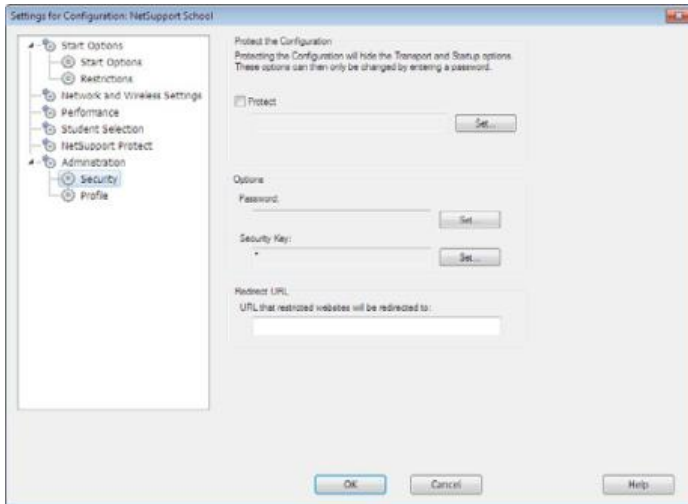 Settings for Configuration: NetSupport School
Start Options
Start Options
Restrictions
Network and Wireless Settings
Performance
Student Selection
NetSupport Protect
Administration
Security
Profile
Protect the Configuration
Protecting the Configuration will hide the Transport and Startup options.
These options can then only be changed by entering a password.
Protect
Set...
Options
Password:
Set...
Security Key:
*
Set...
Redirect URL
URL that restricted websites will be redirected to:
OK
Cancel
Help